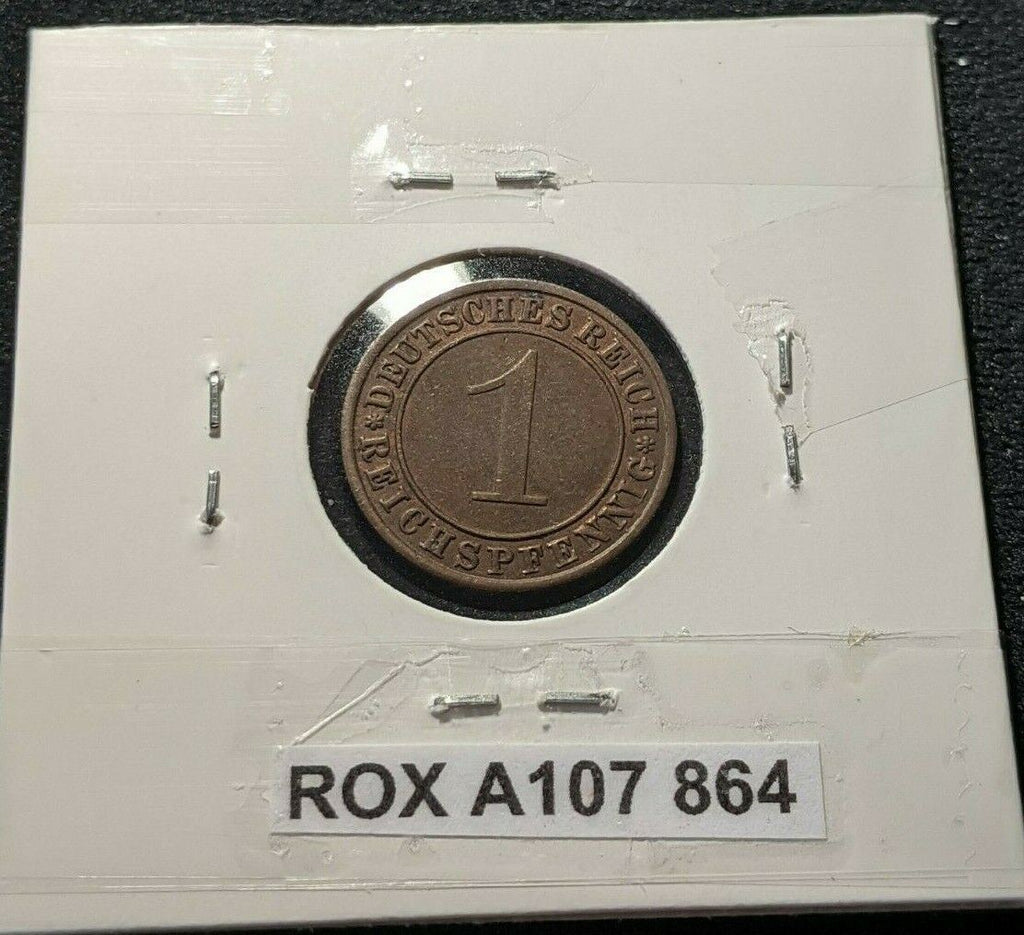 DEUTSCHES REICH
1
*REICHSPFENNIG*
ROX A107 864